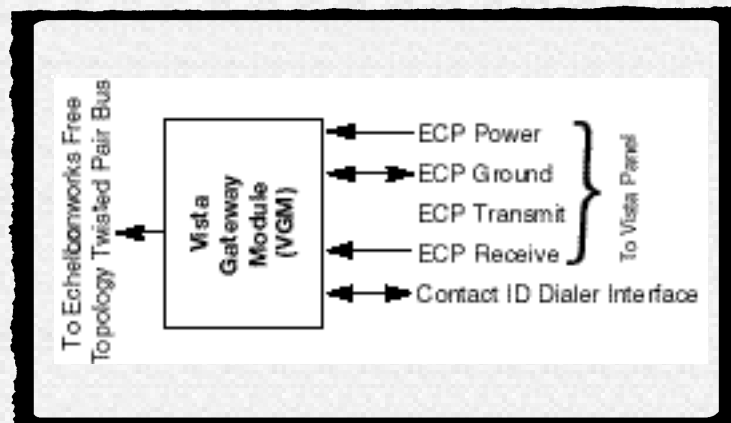 To Echelbonworks Free
Topology Twisted Pair Bus
Vista
Gateway
Module
(VGM)
ECP Power
ECP Ground
ECP Transmit
ECP Receive
Contact ID Dialer Interface
To Vista Panel